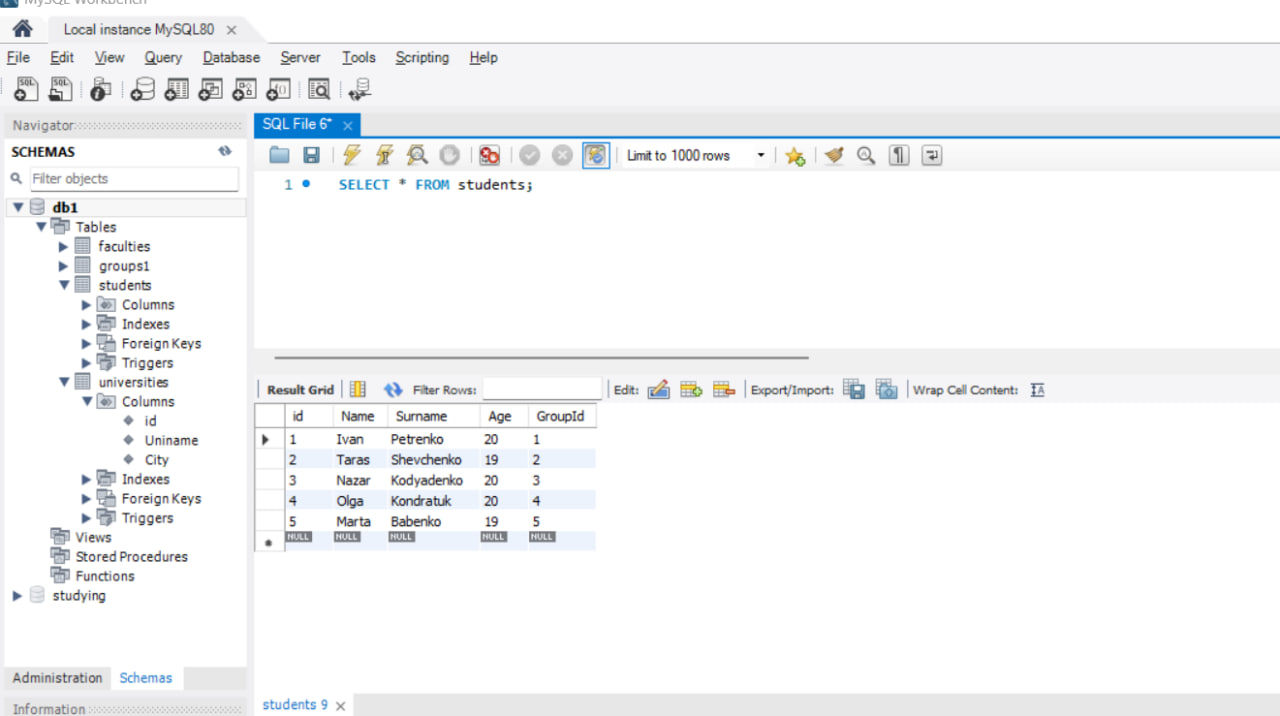 MySQL Workbench
Local instance MySQL80
File Edit View Query Database Server Tools Scripting Help
SQL SQL
Navigator
SCHEMAS
Filter objects
db1
Tables
faculties
groups1
students
Columns
Indexes
Foreign Keys
Triggers
universities
Columns
id
Uniname
City
Indexes
Foreign Keys
Triggers
Views
Stored Procedures
Functions
studying
Administration Schemas
Information
SQL File 6*
Limit to 1000 rows
1 SELECT * FROM students;
Result Grid Filter Rows: Edit: Export/Import: Wrap Cell Content:
id Name Surname Age GroupId
1 Ivan Petrenko 20 1
2 Taras Shevchenko 19 2
3 Nazar Kodyadenko 20 3
4 Olga Kondratuk 20 4
5 Marta Babenko 19 5
NULL NULL NULL NULL NULL
students 9